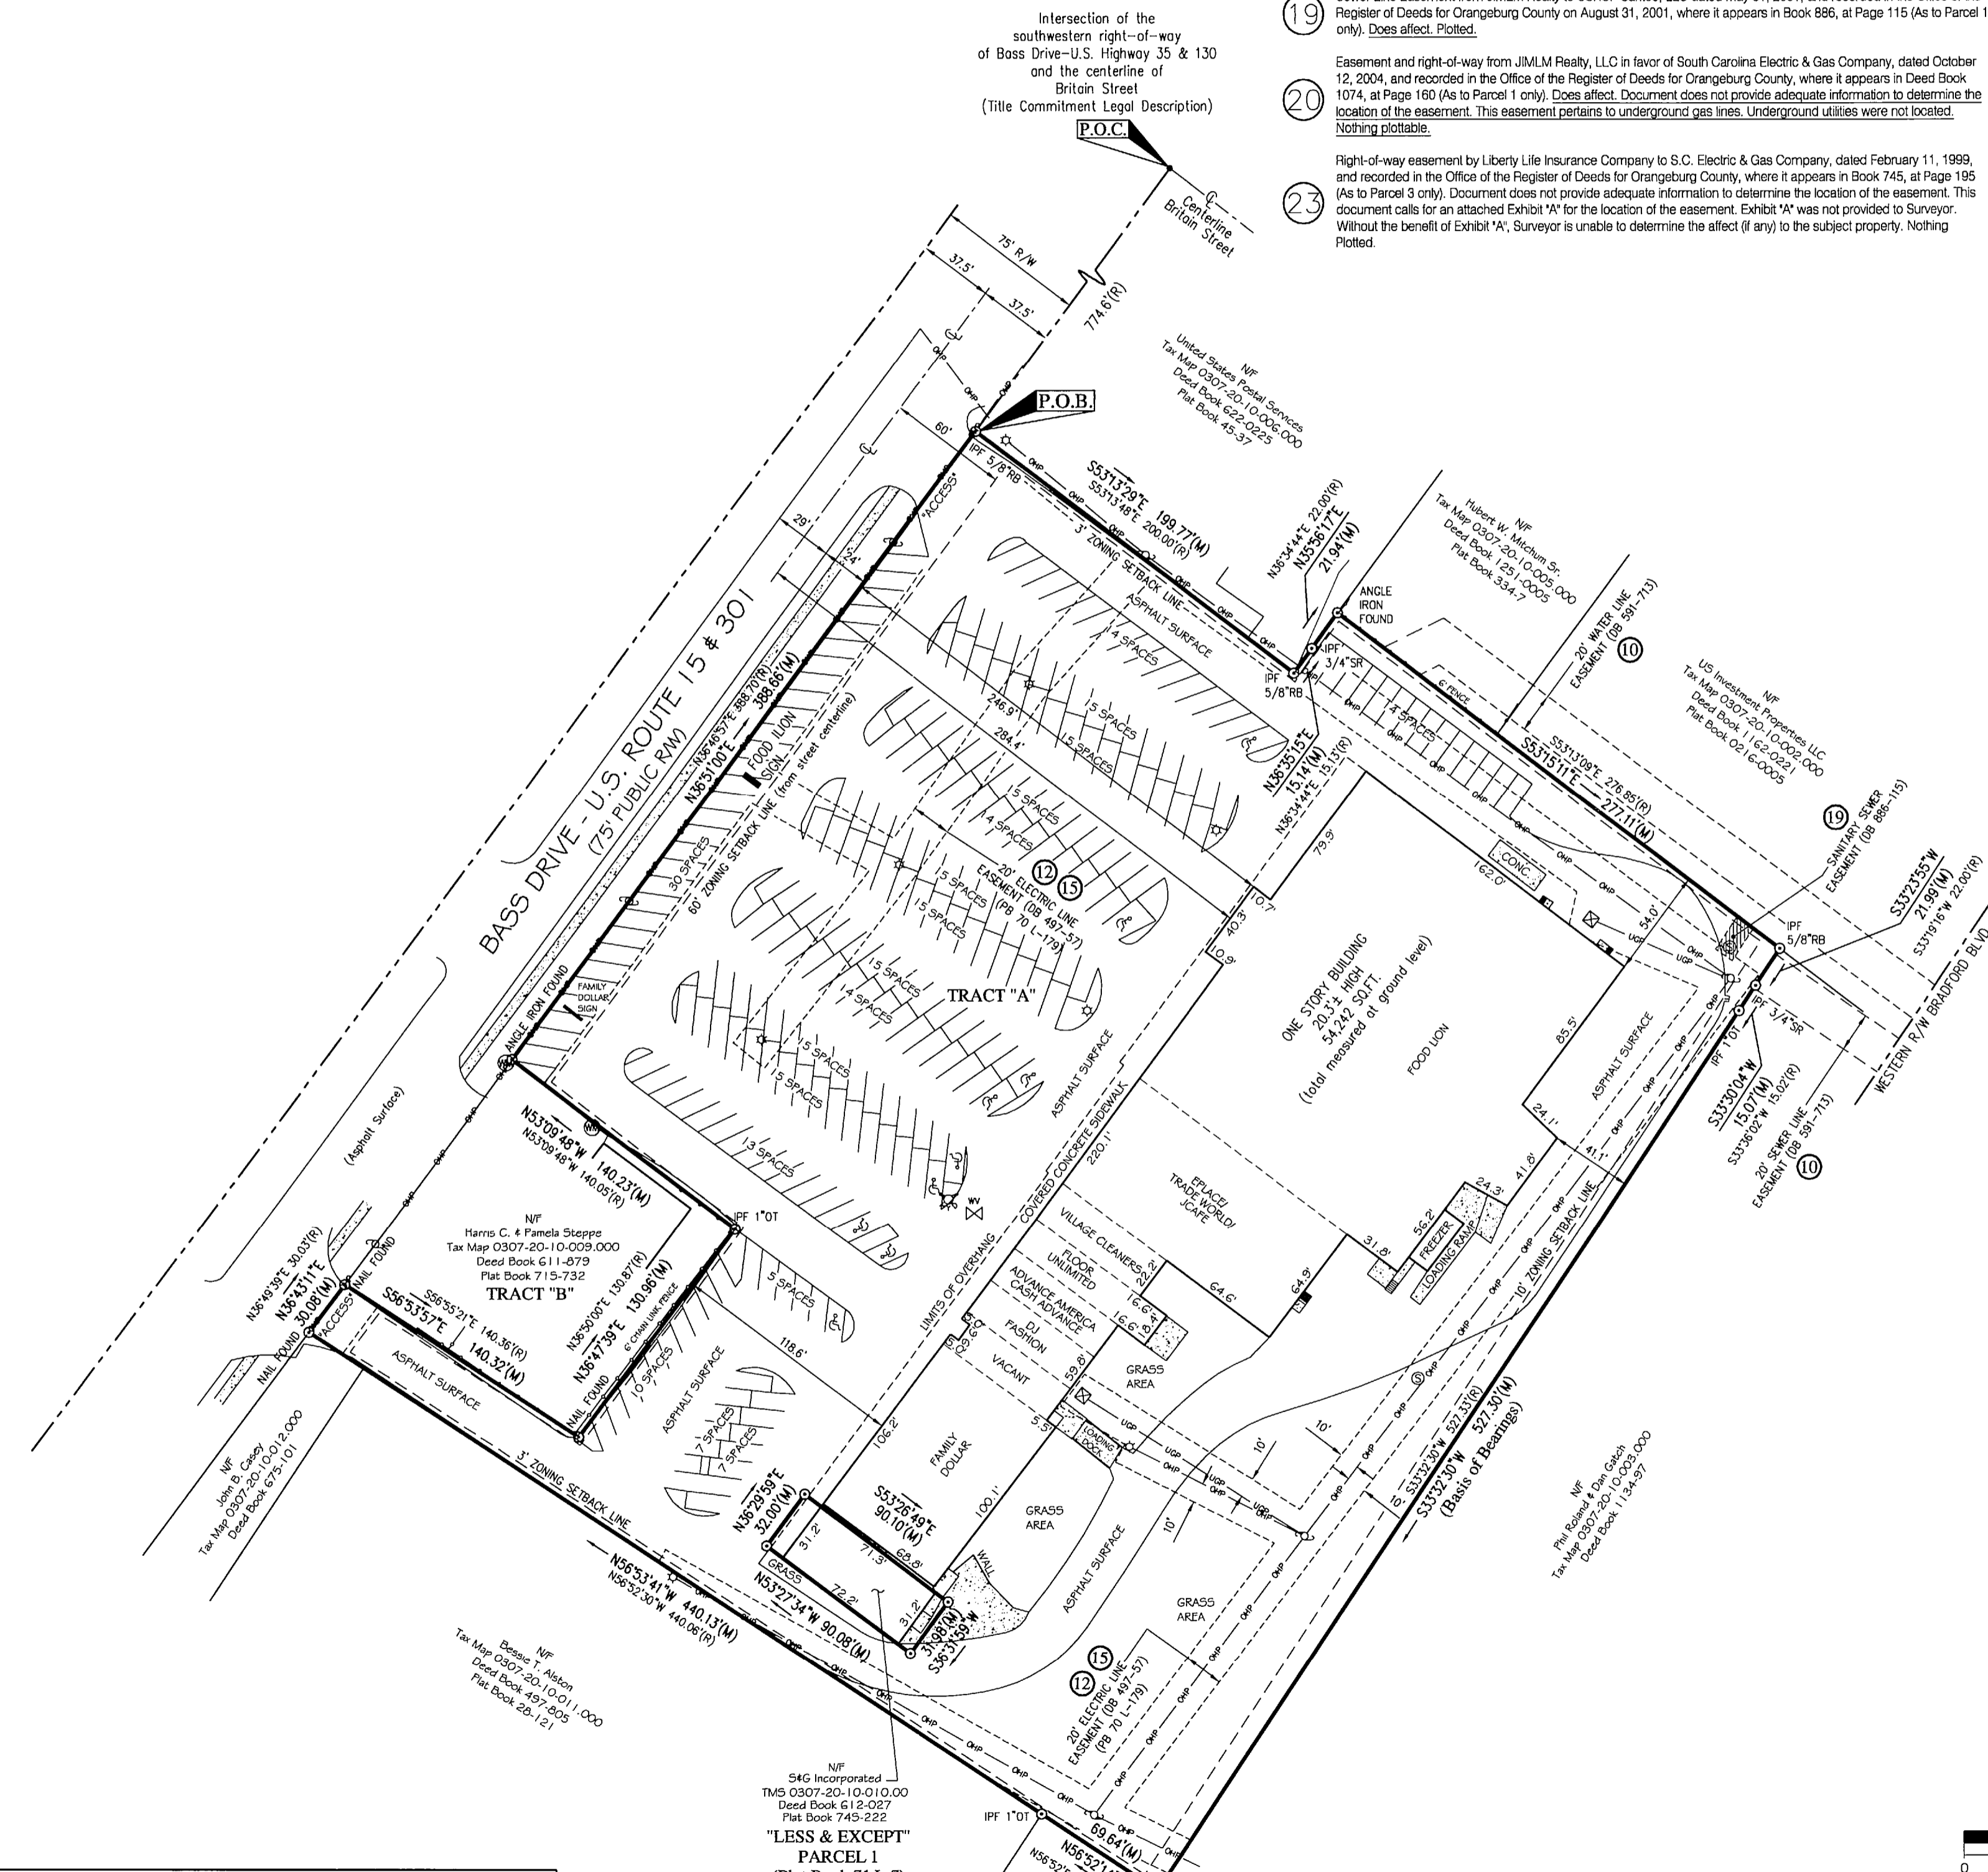 Intersection of the
southwestern right-of-way
of Bass Drive-U.S. Highway 35 & 130
and the centerline of
Britain Street
(Title Commitment Legal Description)
P.O.C.
19
Register of Deeds for Orangeburg County on August 31, 2001, where it appears in Book 886, at Page 115 (As to Parcel 1
only). Does affect. Plotted.
20
Easement and right-of-way from JIMLM Realty, LLC in favor of South Carolina Electric & Gas Company, dated October
12, 2004, and recorded in the Office of the Register of Deeds for Orangeburg County, where it appears in Deed Book
1074, at Page 160 (As to Parcel 1 only). Does affect. Document does not provide adequate information to determine the
location of the easement. This easement pertains to underground gas lines. Underground utilities were not located.
Nothing plottable.
23
Right-of-way easement by Liberty Life Insurance Company to S.C. Electric & Gas Company, dated February 11, 1999,
and recorded in the Office of the Register of Deeds for Orangeburg County, where it appears in Book 745, at Page 195
(As to Parcel 3 only). Document does not provide adequate information to determine the location of the easement. This
document calls for an attached Exhibit "A" for the location of the easement. Exhibit "A" was not provided to Surveyor.
Without the benefit of Exhibit "A", Surveyor is unable to determine the affect (if any) to the subject property. Nothing
Plotted.
Centerline
Britain Street
75' R/W
37.5'
37.5'
774.6'(R)
P.O.B.
IPF 5/8"RB
60'
"ACCESS"
29'
24'
N/F
United States Postal Services
Tax Map 0307-20-10-006.000
Deed Book 622-0225
Plat Book 45-37
S53°13'29"E 199.77'(M)
S53°13'48"E 200.00'(R)
3' ZONING SETBACK LINE
ASPHALT SURFACE
14 SPACES
N36°34'44"E 22.00'(R)
N35°56'17"E
21.94'(M)
N/F
Hubert W. Mitchum Sr.
Tax Map 0307-20-10-005.000
Deed Book 1251-0005
Plat Book 334-7
ANGLE
IRON
FOUND
IPF
3/4"SR
IPF
5/8"RB
N36°35'15"E
15.14'(M)
N36°34'44"E 15.13'(R)
20' WATER LINE
EASEMENT (DB 591-713)
10
6' FENCE
14 SPACES
S53°13'09"E 276.85'(R)
S53°15'11"E 277.11'(M)
N/F
US Investment Properties LLC
Tax Map 0307-20-10-002.000
Deed Book 1162-0221
Plat Book 0216-0005
19
SANITARY SEWER
EASEMENT (DB 886-115)
S33°23'55"W
21.99'(M)
S33°19'16"W 22.00'(R)
IPF
5/8"RB
IPF
3/4"SR
IPF 1"OT
WESTERN R/W BRADFORD BLVD
S33°30'04"W
15.07'(M)
S33°36'02"W 15.02'(R)
20' SEWER LINE
EASEMENT (DB 591-713)
10
BASS DRIVE - U.S. ROUTE 15 & 301
(75' PUBLIC R/W)
N36°46'57"E 388.70'(R)
N36°51'00"E 388.66'(M)
FOOD LION
SIGN
30 SPACES
60' ZONING SETBACK LINE (from street centerline)
246.9'
284.4'
15 SPACES
15 SPACES
15 SPACES
14 SPACES
12
15
20' ELECTRIC LINE
EASEMENT (DB 497-57)
(PB 70 L-179)
15 SPACES
15 SPACES
15 SPACES
14 SPACES
TRACT "A"
15 SPACES
15 SPACES
13 SPACES
WV
79.9'
10.7'
40.3'
10.9'
162.0'
CONC.
54.0'
UGP
UGP
ONE STORY BUILDING
20.3'± HIGH
54,242 SQ.FT.
(total measured at ground level)
FOOD LION
85.5'
24.1'
41.8'
41.1'
24.3'
56.2'
FREEZER
LOADING RAMP
31.8'
64.9'
64.6'
22.2'
16.6'
16.6'
18.4'
ASPHALT SURFACE
ASPHALT SURFACE
COVERED CONCRETE SIDEWALK
LIMITS OF OVERHANG
220.1'
EPLACE/
TRADE WORLD/
JCAFE
VILLAGE CLEANERS
FLOOR
UNLIMITED
ADVANCE AMERICA
CASH ADVANCE
DJ
FASHION
VACANT
FAMILY
DOLLAR
LOADING
DOCK
59.8'
5.5'
106.2'
100.1'
GRASS
AREA
GRASS
AREA
GRASS
AREA
ASPHALT SURFACE
WALL
10' ZONING SETBACK LINE
10'
10'
10'
10'
S33°32'30"W 527.33'(R)
S33°32'30"W 527.30'(M)
(Basis of Bearings)
N/F
Phil Roland & Dan Gatch
Tax Map 0307-20-10-003.000
Deed Book 1134-97
ANGLE IRON FOUND
FAMILY
DOLLAR
SIGN
(Asphalt Surface)
N53°09'48"W 140.23'(M)
N53°09'48"W 140.05'(R)
IPF 1"OT
N/F
Harris C. & Pamela Steppe
Tax Map 0307-20-10-009.000
Deed Book 611-879
Plat Book 715-732
TRACT "B"
NAIL FOUND
N36°49'39"E 30.03'(R)
N36°43'11"E
30.08'(M)
NAIL FOUND
"ACCESS"
S56°55'21"E 140.36'(R)
S56°53'57"E 140.32'(M)
ASPHALT SURFACE
N36°50'00"E 130.87'(R)
N36°47'39"E 130.96'(M)
6' CHAIN LINK FENCE
NAIL FOUND
10 SPACES
5 SPACES
ASPHALT SURFACE
118.6'
7 SPACES
7 SPACES
3' ZONING SETBACK LINE
N/F
John B. Casey
Tax Map 0307-20-10-012.000
Deed Book 675-101
N36°29'59"E
32.00'(M)
S53°26'49"E
90.10'(M)
31.2'
71.3'
68.8'
GRASS
72.2'
31.2'
N53°27'34"W 90.08'(M)
31.98'(M)
S36°31'59"W
N56°53'41"W 440.13'(M)
N56°52'30"W 440.06'(R)
N/F
Bessie T. Alston
Tax Map 0307-20-10-011.000
Deed Book 497-805
Plat Book 28-121
15
12
20' ELECTRIC LINE
EASEMENT (DB 497-57)
(PB 70 L-179)
N/F
S&G Incorporated
TMS 0307-20-10-010.00
Deed Book 612-027
Plat Book 745-222
"LESS & EXCEPT"
PARCEL 1
IPF 1"OT
69.64'(M)
0